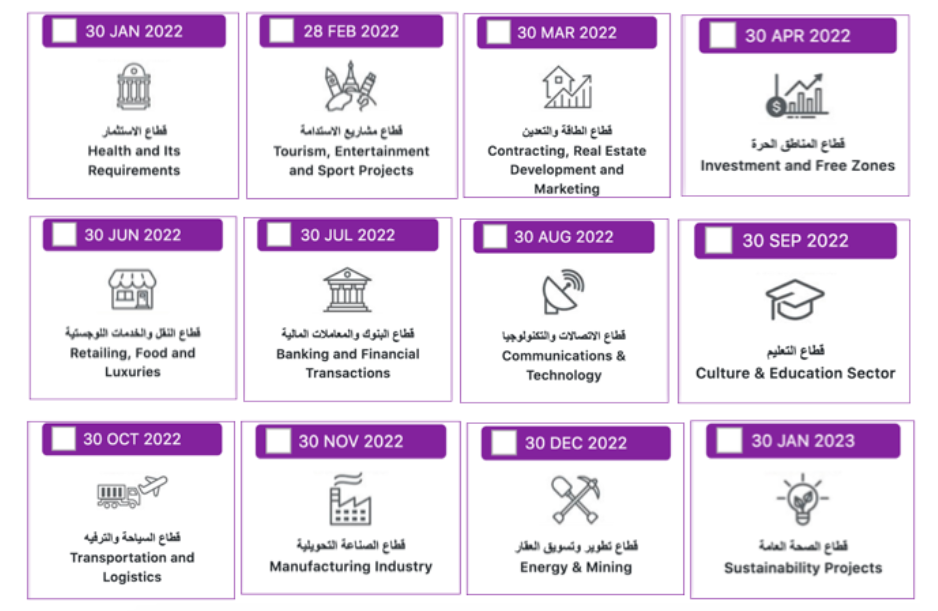 30 JAN 2022
قطاع الاستثمار
Health and Its
Requirements
28 FEB 2022
قطاع مشاريع الاستدامة
Tourism, Entertainment
and Sport Projects
30 MAR 2022
قطاع الطاقة والتعدين
Contracting, Real Estate
Development and
Marketing
30 APR 2022
قطاع المناطق الحرة
Investment and Free Zones
30 JUN 2022
قطاع النقل والخدمات اللوجستية
Retailing, Food and
Luxuries
30 JUL 2022
قطاع البنوك والمعاملات المالية
Banking and Financial
Transactions
30 AUG 2022
قطاع الاتصالات والتكنولوجيا
Communications &
Technology
30 SEP 2022
قطاع التعليم
Culture & Education Sector
30 OCT 2022
قطاع السياحة والترفيه
Transportation and
Logistics
30 NOV 2022
قطاع الصناعة التحويلية
Manufacturing Industry
30 DEC 2022
قطاع تطوير وتسويق العقار
Energy & Mining
30 JAN 2023
قطاع الصحة العامة
Sustainability Projects